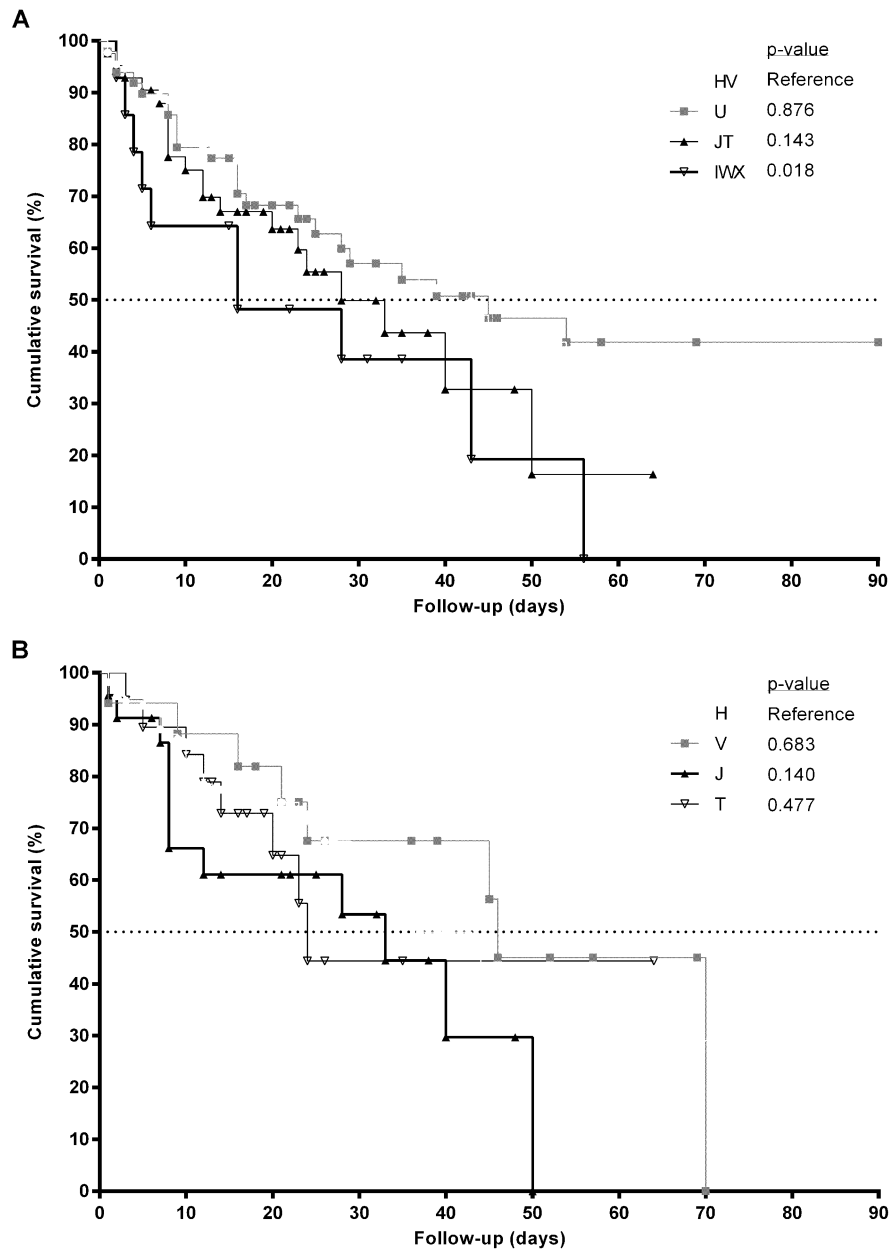 A
p-value
HV Reference
U 0.876
JT 0.143
IWX 0.018
100
90
80
70
60
50
40
30
20
10
0
Cumulative survival (%)
0 10 20 30 40 50 60 70 80 90
Follow-up (days)
B
p-value
H Reference
V 0.683
J 0.140
T 0.477
100
90
80
70
60
50
40
30
20
10
0
Cumulative survival (%)
0 10 20 30 40 50 60 70 80 90
Follow-up (days)